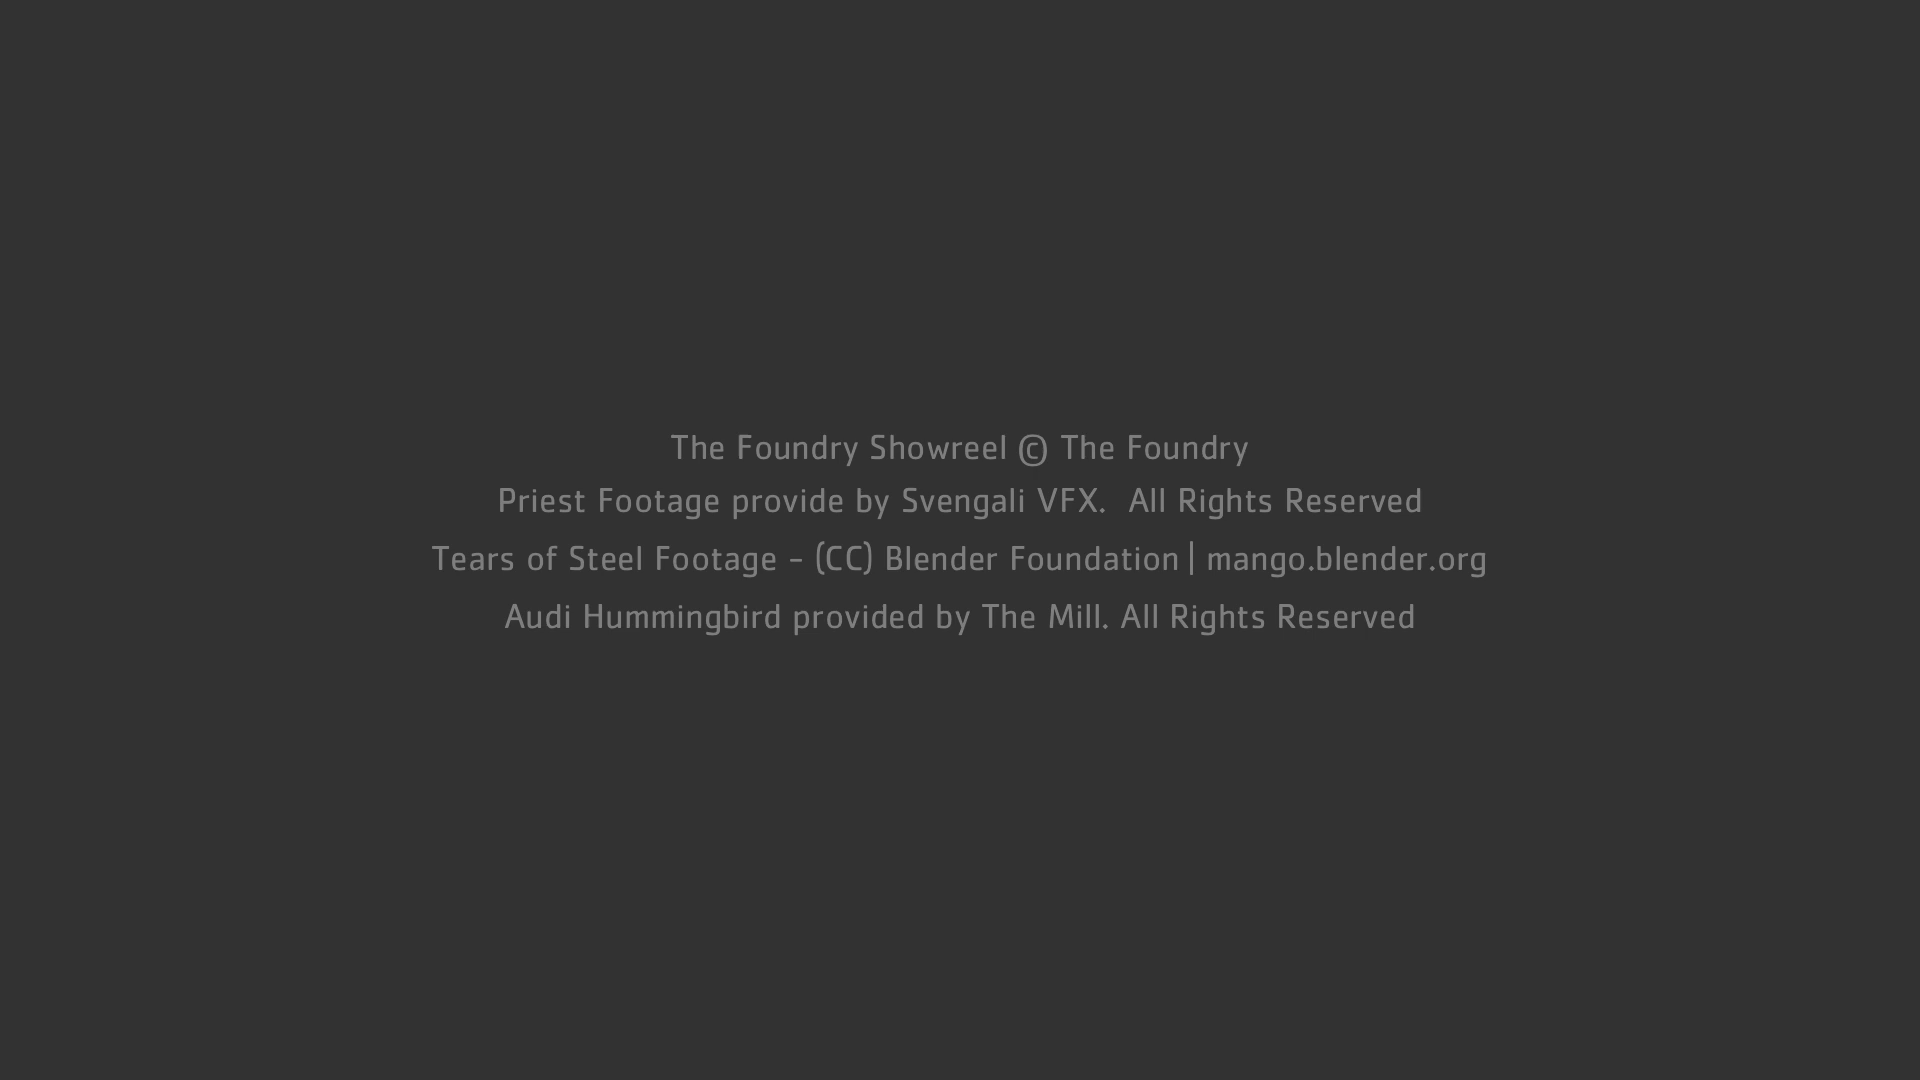 The Foundry Showreel © The Foundry
Priest Footage provide by Svengali VFX.  All Rights Reserved
Tears of Steel Footage - (CC) Blender Foundation | mango.blender.org
Audi Hummingbird provided by The Mill. All Rights Reserved